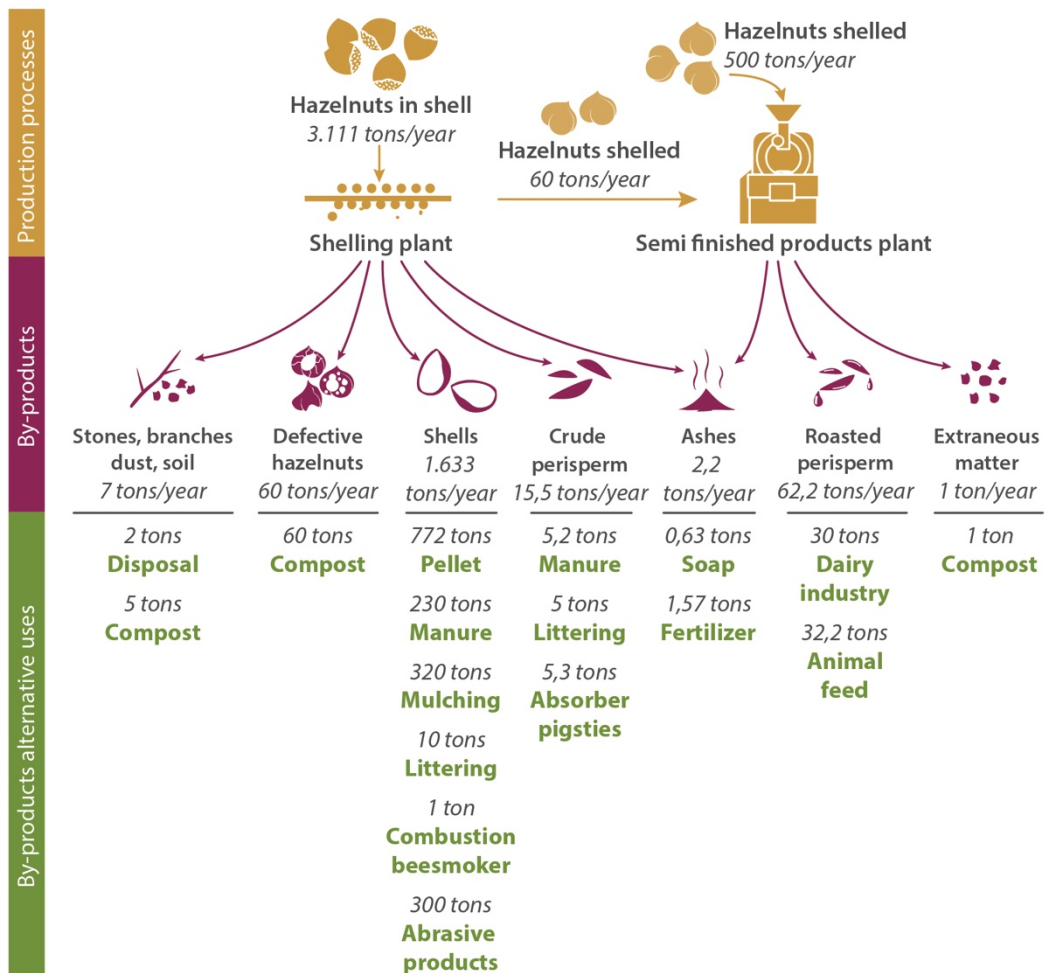 Production processes
Hazelnuts in shell
3.111 tons/year
Hazelnuts shelled
60 tons/year
Hazelnuts shelled
500 tons/year
Shelling plant
Semi finished products plant
By-products
Stones, branches
dust, soil
7 tons/year
Defective
hazelnuts
60 tons/year
Shells
1.633
tons/year
Crude
perisperm
15,5 tons/year
Ashes
2,2
tons/year
Roasted
perisperm
62,2 tons/year
Extraneous
matter
1 ton/year
By-products alternative uses
2 tons
Disposal
5 tons
Compost
60 tons
Compost
772 tons
Pellet
230 tons
Manure
320 tons
Mulching
10 tons
Littering
1 ton
Combustion
beesmoker
300 tons
Abrasive
products
5,2 tons
Manure
5 tons
Littering
5,3 tons
Absorber
pigsties
0,63 tons
Soap
1,57 tons
Fertilizer
30 tons
Dairy
industry
32,2 tons
Animal
feed
1 ton
Compost